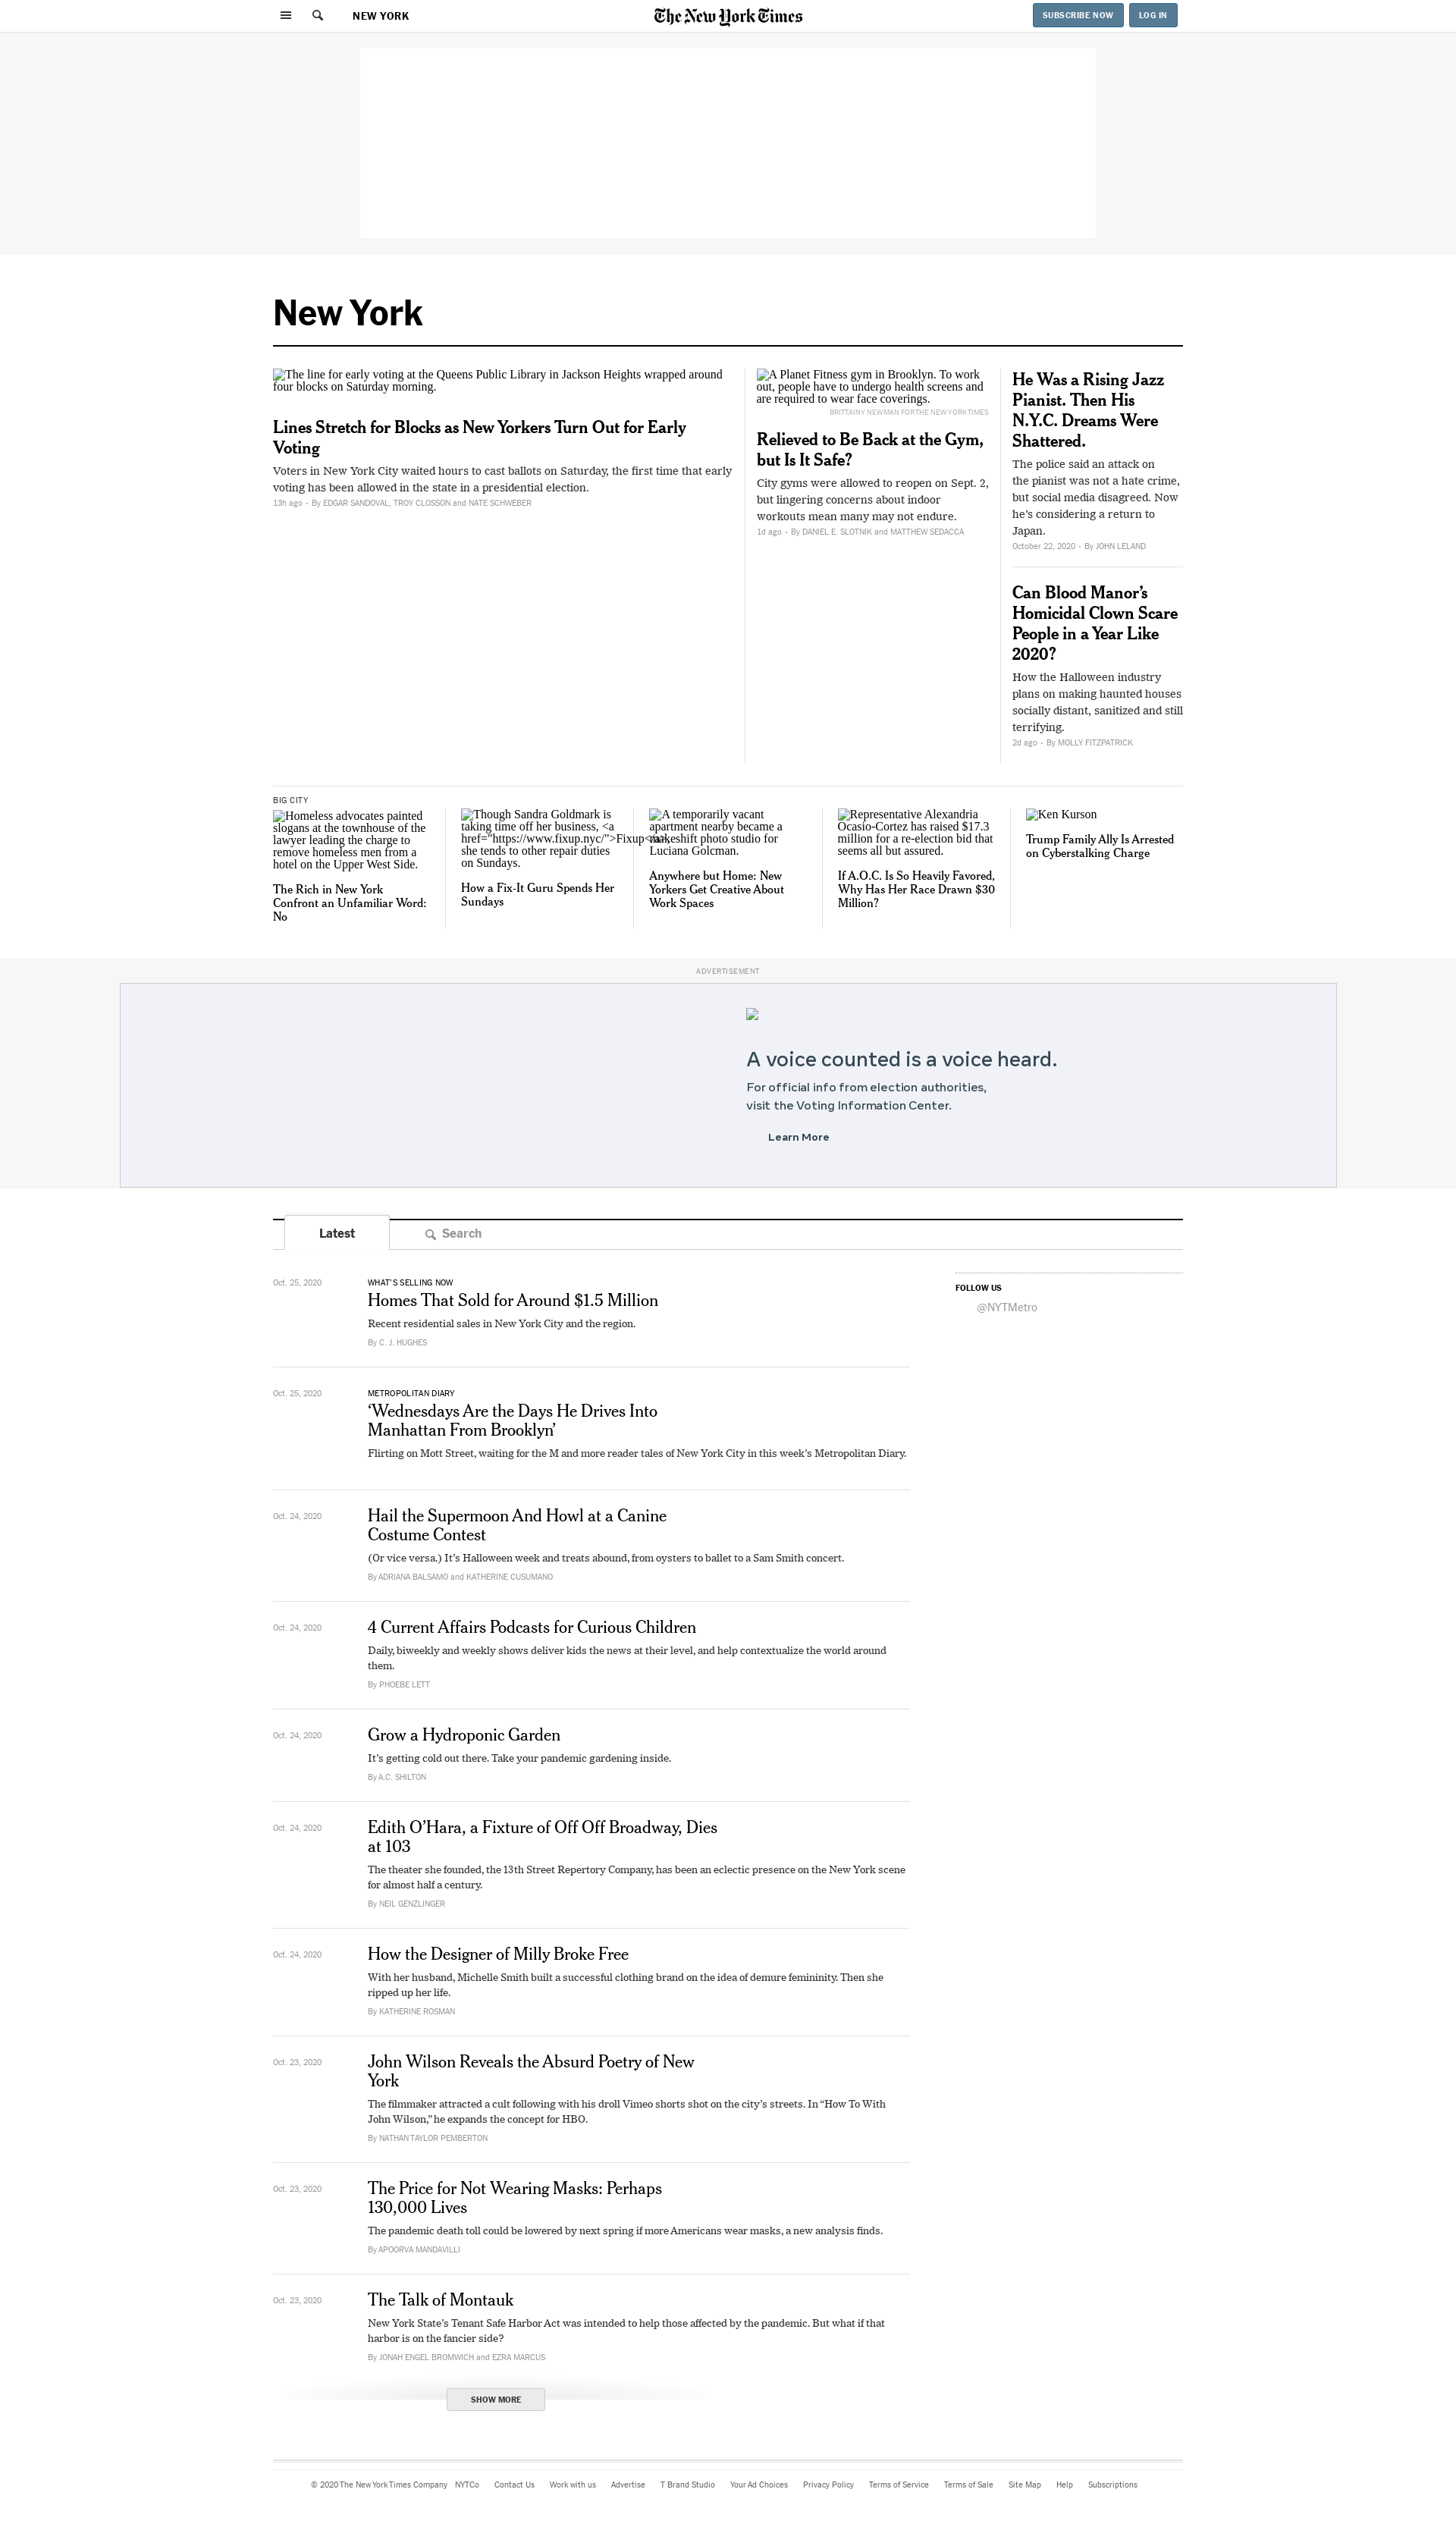 NEW YORK
The New York Times
SUBSCRIBE NOW
LOG IN
New York
The line for early voting at the Queens Public Library in Jackson Heights wrapped around
four blocks on Saturday morning.
Lines Stretch for Blocks as New Yorkers Turn Out for Early
Voting
Voters in New York City waited hours to cast ballots on Saturday, the first time that early
voting has been allowed in the state in a presidential election.
13h ago • By EDGAR SANDOVAL, TROY CLOSSON and NATE SCHWEBER
A Planet Fitness gym in Brooklyn. To work
out, people have to undergo health screens and
are required to wear face coverings.
BRITTAINY NEWMAN FOR THE NEW YORK TIMES
Relieved to Be Back at the Gym,
but Is It Safe?
City gyms were allowed to reopen on Sept. 2,
but lingering concerns about indoor
workouts mean many may not endure.
1d ago • By DANIEL E. SLOTNIK and MATTHEW SEDACCA
He Was a Rising Jazz
Pianist. Then His
N.Y.C. Dreams Were
Shattered.
The police said an attack on
the pianist was not a hate crime,
but social media disagreed. Now
he’s considering a return to
Japan.
October 22, 2020 • By JOHN LELAND
Can Blood Manor’s
Homicidal Clown Scare
People in a Year Like
2020?
How the Halloween industry
plans on making haunted houses
socially distant, sanitized and still
terrifying.
2d ago • By MOLLY FITZPATRICK
BIG CITY
Homeless advocates painted
slogans at the townhouse of the
lawyer leading the charge to
remove homeless men from a
hotel on the Upper West Side.
The Rich in New York
Confront an Unfamiliar Word:
No
Though Sandra Goldmark is
taking time off her business, <a
href="https://www.fixup.nyc/">Fixup</a>,
she tends to other repair duties
on Sundays.
How a Fix-It Guru Spends Her
Sundays
A temporarily vacant
apartment nearby became a
makeshift photo studio for
Luciana Golcman.
Anywhere but Home: New
Yorkers Get Creative About
Work Spaces
Representative Alexandria
Ocasio-Cortez has raised $17.3
million for a re-election bid that
seems all but assured.
If A.O.C. Is So Heavily Favored,
Why Has Her Race Drawn $30
Million?
Ken Kurson
Trump Family Ally Is Arrested
on Cyberstalking Charge
ADVERTISEMENT
A voice counted is a voice heard.
For official info from election authorities,
visit the Voting Information Center.
Learn More
Latest
Search
Oct. 25, 2020
WHAT’S SELLING NOW
Homes That Sold for Around $1.5 Million
Recent residential sales in New York City and the region.
By C. J. HUGHES
FOLLOW US
@NYTMetro
Oct. 25, 2020
METROPOLITAN DIARY
‘Wednesdays Are the Days He Drives Into
Manhattan From Brooklyn’
Flirting on Mott Street, waiting for the M and more reader tales of New York City in this week’s Metropolitan Diary.
Oct. 24, 2020
Hail the Supermoon And Howl at a Canine
Costume Contest
(Or vice versa.) It’s Halloween week and treats abound, from oysters to ballet to a Sam Smith concert.
By ADRIANA BALSAMO and KATHERINE CUSUMANO
Oct. 24, 2020
4 Current Affairs Podcasts for Curious Children
Daily, biweekly and weekly shows deliver kids the news at their level, and help contextualize the world around
them.
By PHOEBE LETT
Oct. 24, 2020
Grow a Hydroponic Garden
It’s getting cold out there. Take your pandemic gardening inside.
By A.C. SHILTON
Oct. 24, 2020
Edith O’Hara, a Fixture of Off Off Broadway, Dies
at 103
The theater she founded, the 13th Street Repertory Company, has been an eclectic presence on the New York scene
for almost half a century.
By NEIL GENZLINGER
Oct. 24, 2020
How the Designer of Milly Broke Free
With her husband, Michelle Smith built a successful clothing brand on the idea of demure femininity. Then she
ripped up her life.
By KATHERINE ROSMAN
Oct. 23, 2020
John Wilson Reveals the Absurd Poetry of New
York
The filmmaker attracted a cult following with his droll Vimeo shorts shot on the city’s streets. In “How To With
John Wilson,” he expands the concept for HBO.
By NATHAN TAYLOR PEMBERTON
Oct. 23, 2020
The Price for Not Wearing Masks: Perhaps
130,000 Lives
The pandemic death toll could be lowered by next spring if more Americans wear masks, a new analysis finds.
By APOORVA MANDAVILLI
Oct. 23, 2020
The Talk of Montauk
New York State’s Tenant Safe Harbor Act was intended to help those affected by the pandemic. But what if that
harbor is on the fancier side?
By JONAH ENGEL BROMWICH and EZRA MARCUS
SHOW MORE
© 2020 The New York Times Company NYTCo Contact Us Work with us Advertise T Brand Studio Your Ad Choices Privacy Policy Terms of Service Terms of Sale Site Map Help Subscriptions